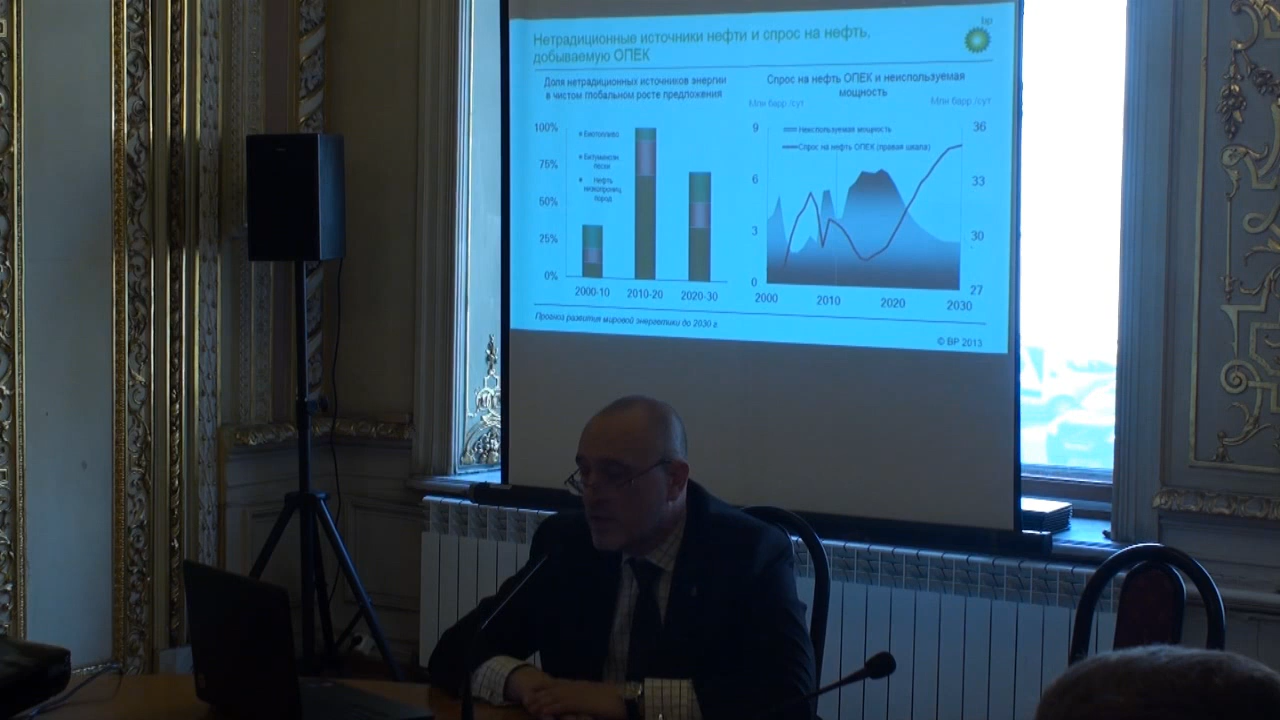 bp
Нетрадиционные источники нефти и спрос на нефть,
добываемую ОПЕК
Доля нетрадиционных источников энергии
в чистом глобальном росте предложения
100%
75%
50%
25%
0%
Биотопливо
Битуминозн.
пески
Нефть
низкопрониц.
пород
2000-10 2010-20 2020-30
Спрос на нефть ОПЕК и неиспользуемая
мощность
Млн барр./сут Млн барр./сут
9 36
6 33
3 30
0 27
Неиспользуемая мощность
Спрос на нефть ОПЕК (правая шкала)
2000 2010 2020 2030
Прогноз развития мировой энергетики до 2030 г.
© BP 2013